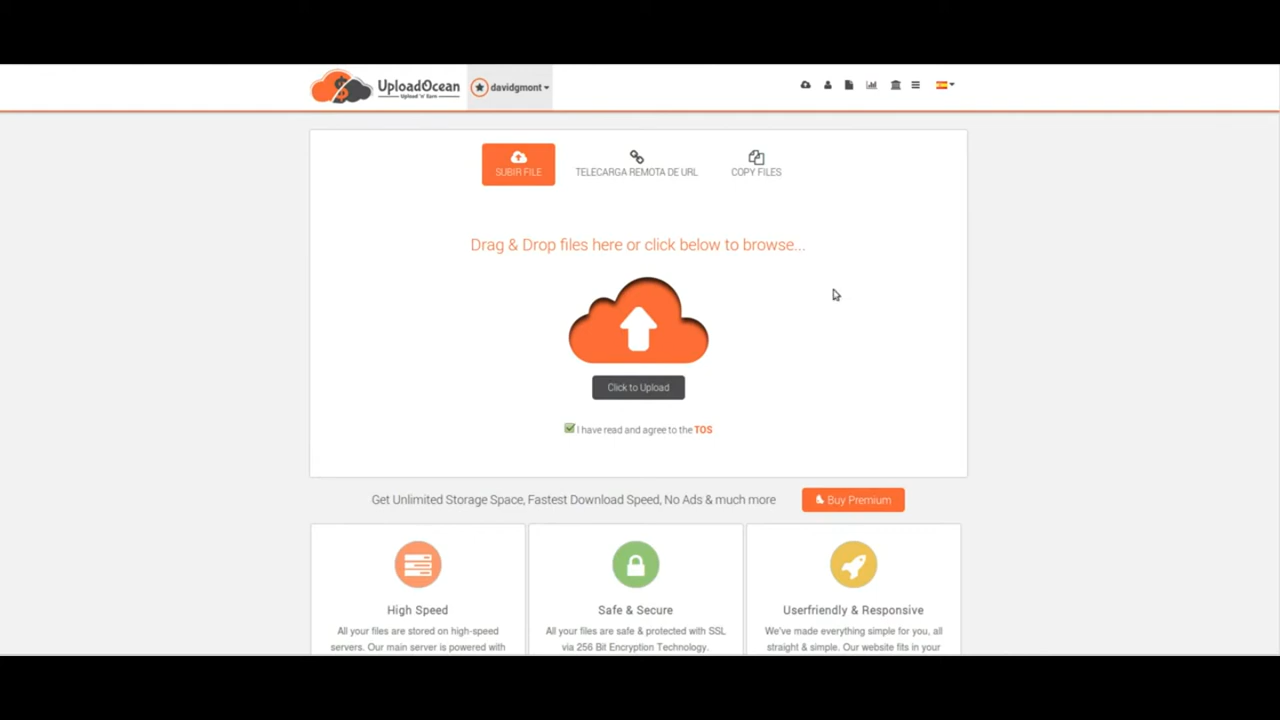 UploadOcean
Upload 'n' Earn
davidgmont
SUBIR FILE
TELECARGA REMOTA DE URL
COPY FILES
Drag & Drop files here or click below to browse...
Click to Upload
I have read and agree to the TOS
Get Unlimited Storage Space, Fastest Download Speed, No Ads & much more
Buy Premium
High Speed
All your files are stored on high-speed
servers. Our main server is powered with
Safe & Secure
All your files are safe & protected with SSL
via 256 Bit Encryption Technology.
Userfriendly & Responsive
We've made everything simple for you, all
straight & simple. Our website fits in your